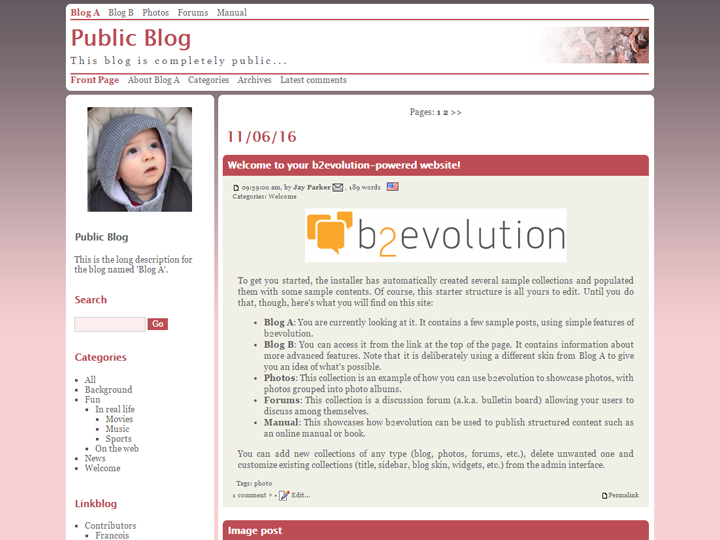 Blog A Blog B Photos Forums Manual
Public Blog
This blog is completely public...
Front Page About Blog A Categories Archives Latest comments
Public Blog
This is the long description for
the blog named 'Blog A'.
Search
Go
Categories
All
Background
Fun
In real life
Movies
Music
Sports
On the web
News
Welcome
Linkblog
Contributors
Francois
Pages: 1 2 >>
11/06/16
Welcome to your b2evolution-powered website!
09:59:00 am, by Jay Parker , 189 words
Categories: Welcome
b2evolution
To get you started, the installer has automatically created several sample collections and populated
them with some sample contents. Of course, this starter structure is all yours to edit. Until you do
that, though, here's what you will find on this site:
Blog A: You are currently looking at it. It contains a few sample posts, using simple features of
b2evolution.
Blog B: You can access it from the link at the top of the page. It contains information about
more advanced features. Note that it is deliberately using a different skin from Blog A to give
you an idea of what's possible.
Photos: This collection is an example of how you can use b2evolution to showcase photos, with
photos grouped into photo albums.
Forums: This collection is a discussion forum (a.k.a. bulletin board) allowing your users to
discuss among themselves.
Manual: This showcases how b2evolution can be used to publish structured content such as
an online manual or book.
You can add new collections of any type (blog, photos, forums, etc.), delete unwanted one and
customize existing collections (title, sidebar, blog skin, widgets, etc.) from the admin interface.
Tags: photo
1 comment » • Edit... Permalink
Image post